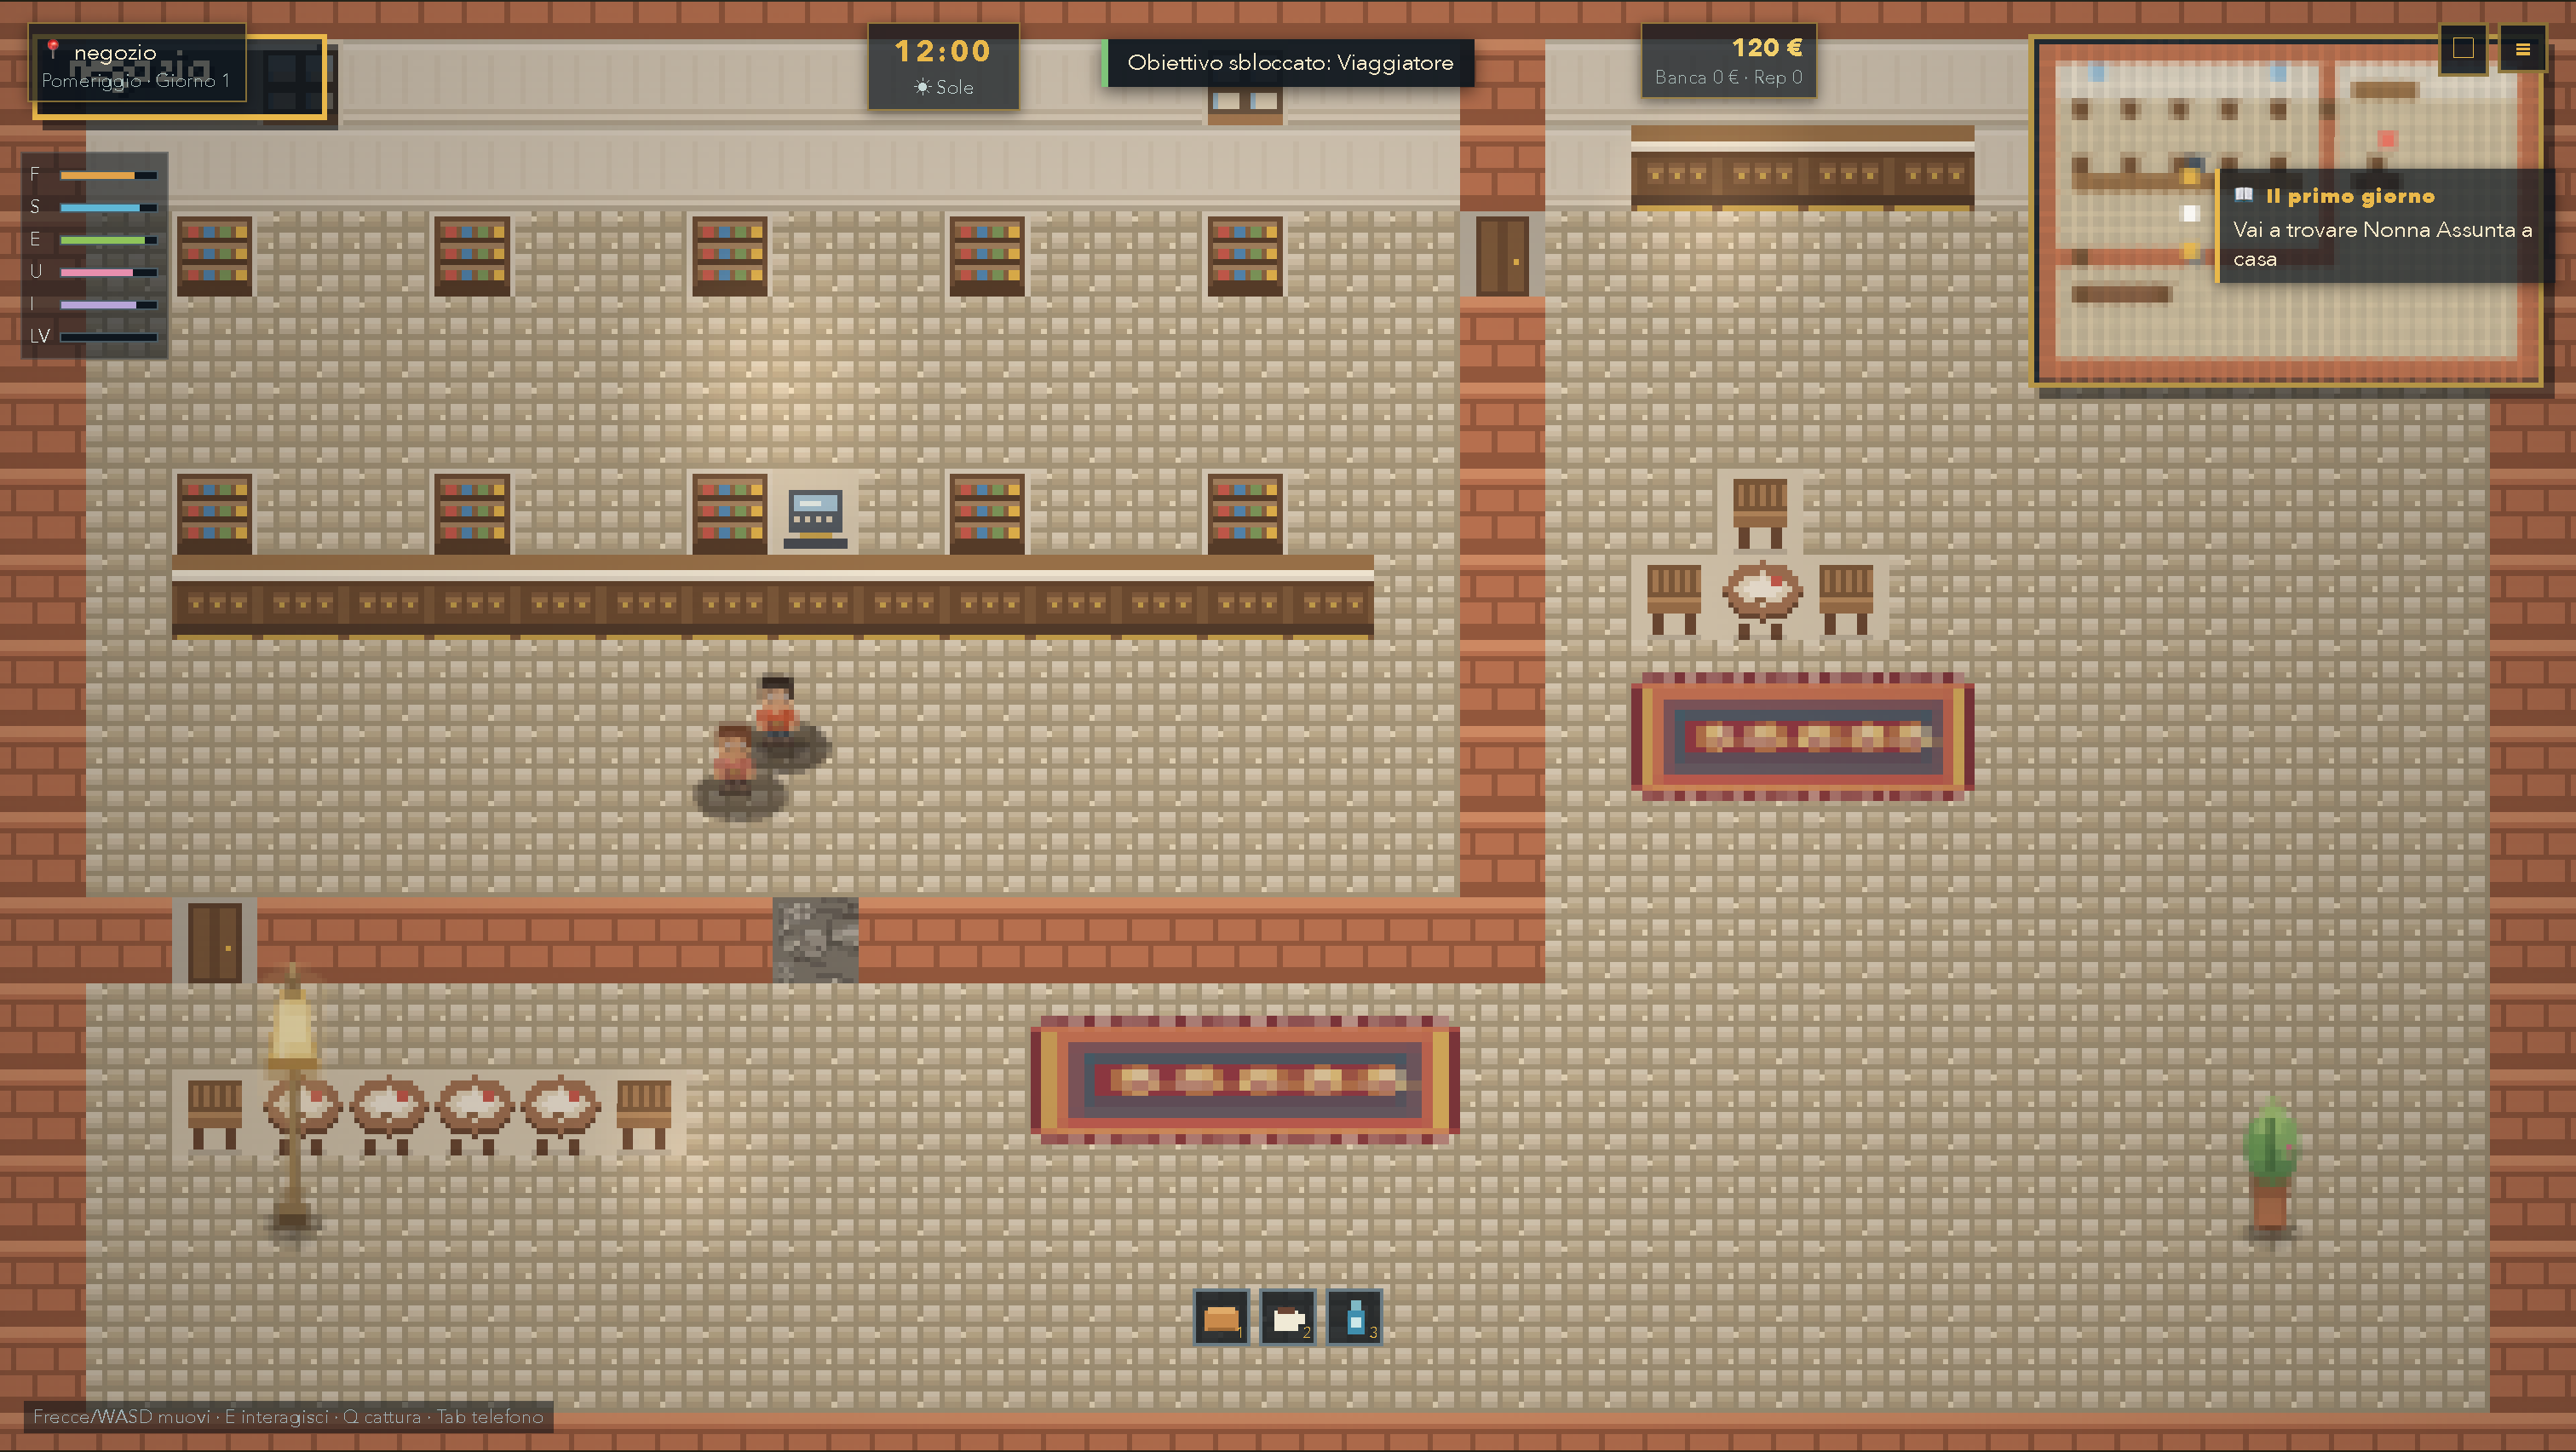 negozio
negozio
Pomeriggio · Giorno 1
12:00
Sole
Obiettivo sbloccato: Viaggiatore
120 €
Banca 0 € · Rep 0
Il primo giorno
Vai a trovare Nonna Assunta a
casa
F
S
E
U
I
LV
1
2
3
Frecce/WASD muovi · E interagisci · Q cattura · Tab telefono